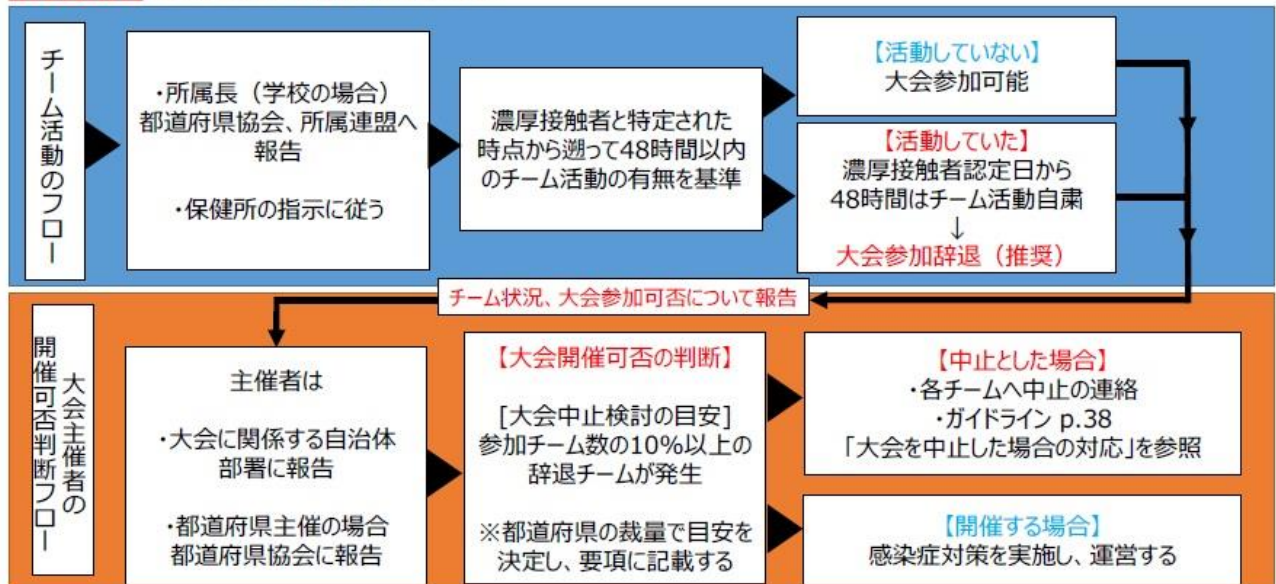 チーム活動のフロー
・所属長（学校の場合）
都道府県協会、所属連盟へ
報告
・保健所の指示に従う
濃厚接触者と特定された
時点から遡って48時間以内
のチーム活動の有無を基準
【活動していない】
大会参加可能
【活動していた】
濃厚接触者認定日から
48時間はチーム活動自粛
↓
大会参加辞退（推奨）
チーム状況、大会参加可否について報告
大会主催者の
開催可否判断フロー
主催者は
・大会に関係する自治体
部署に報告
・都道府県主催の場合
都道府県協会に報告
【大会開催可否の判断】
[大会中止検討の目安]
参加チーム数の10%以上の
辞退チームが発生
※都道府県の裁量で目安を
決定し、要項に記載する
【中止とした場合】
・各チームへ中止の連絡
・ガイドライン p.38
「大会を中止した場合の対応」を参照
【開催する場合】
感染症対策を実施し、運営する